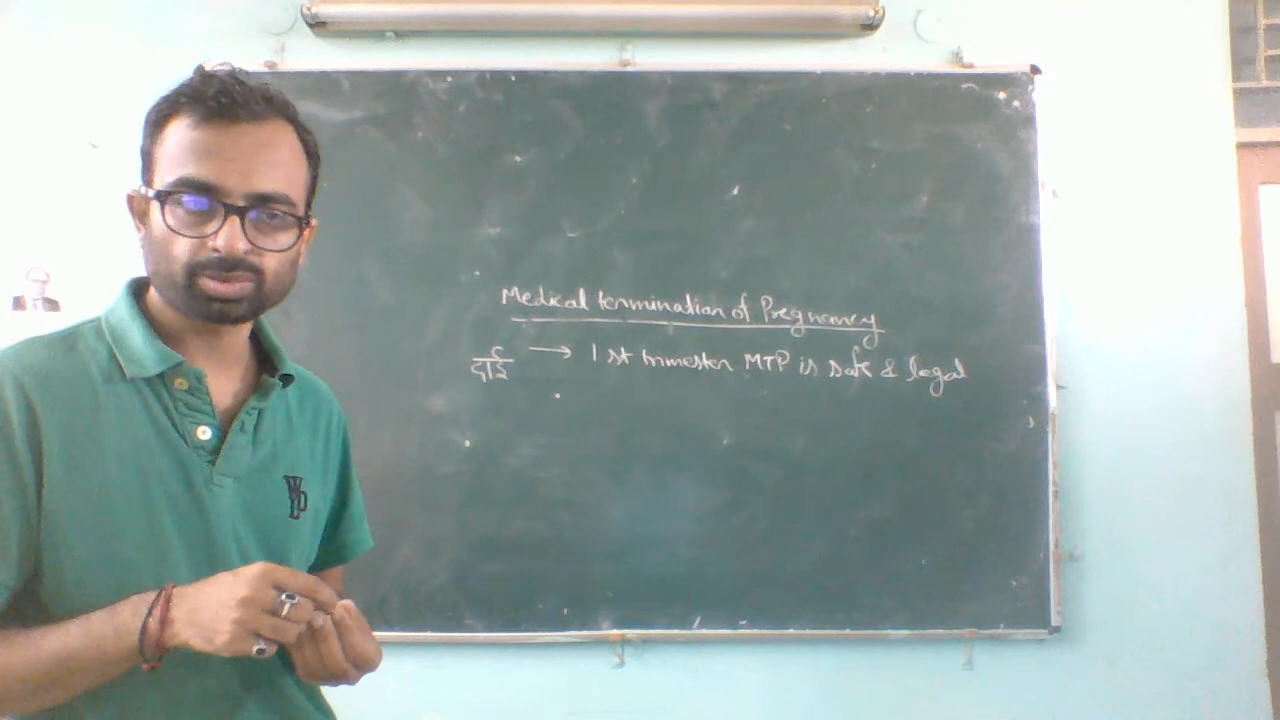 Medical termination of Pregnancy
दाई → 1st trimester MTP is safe & legal